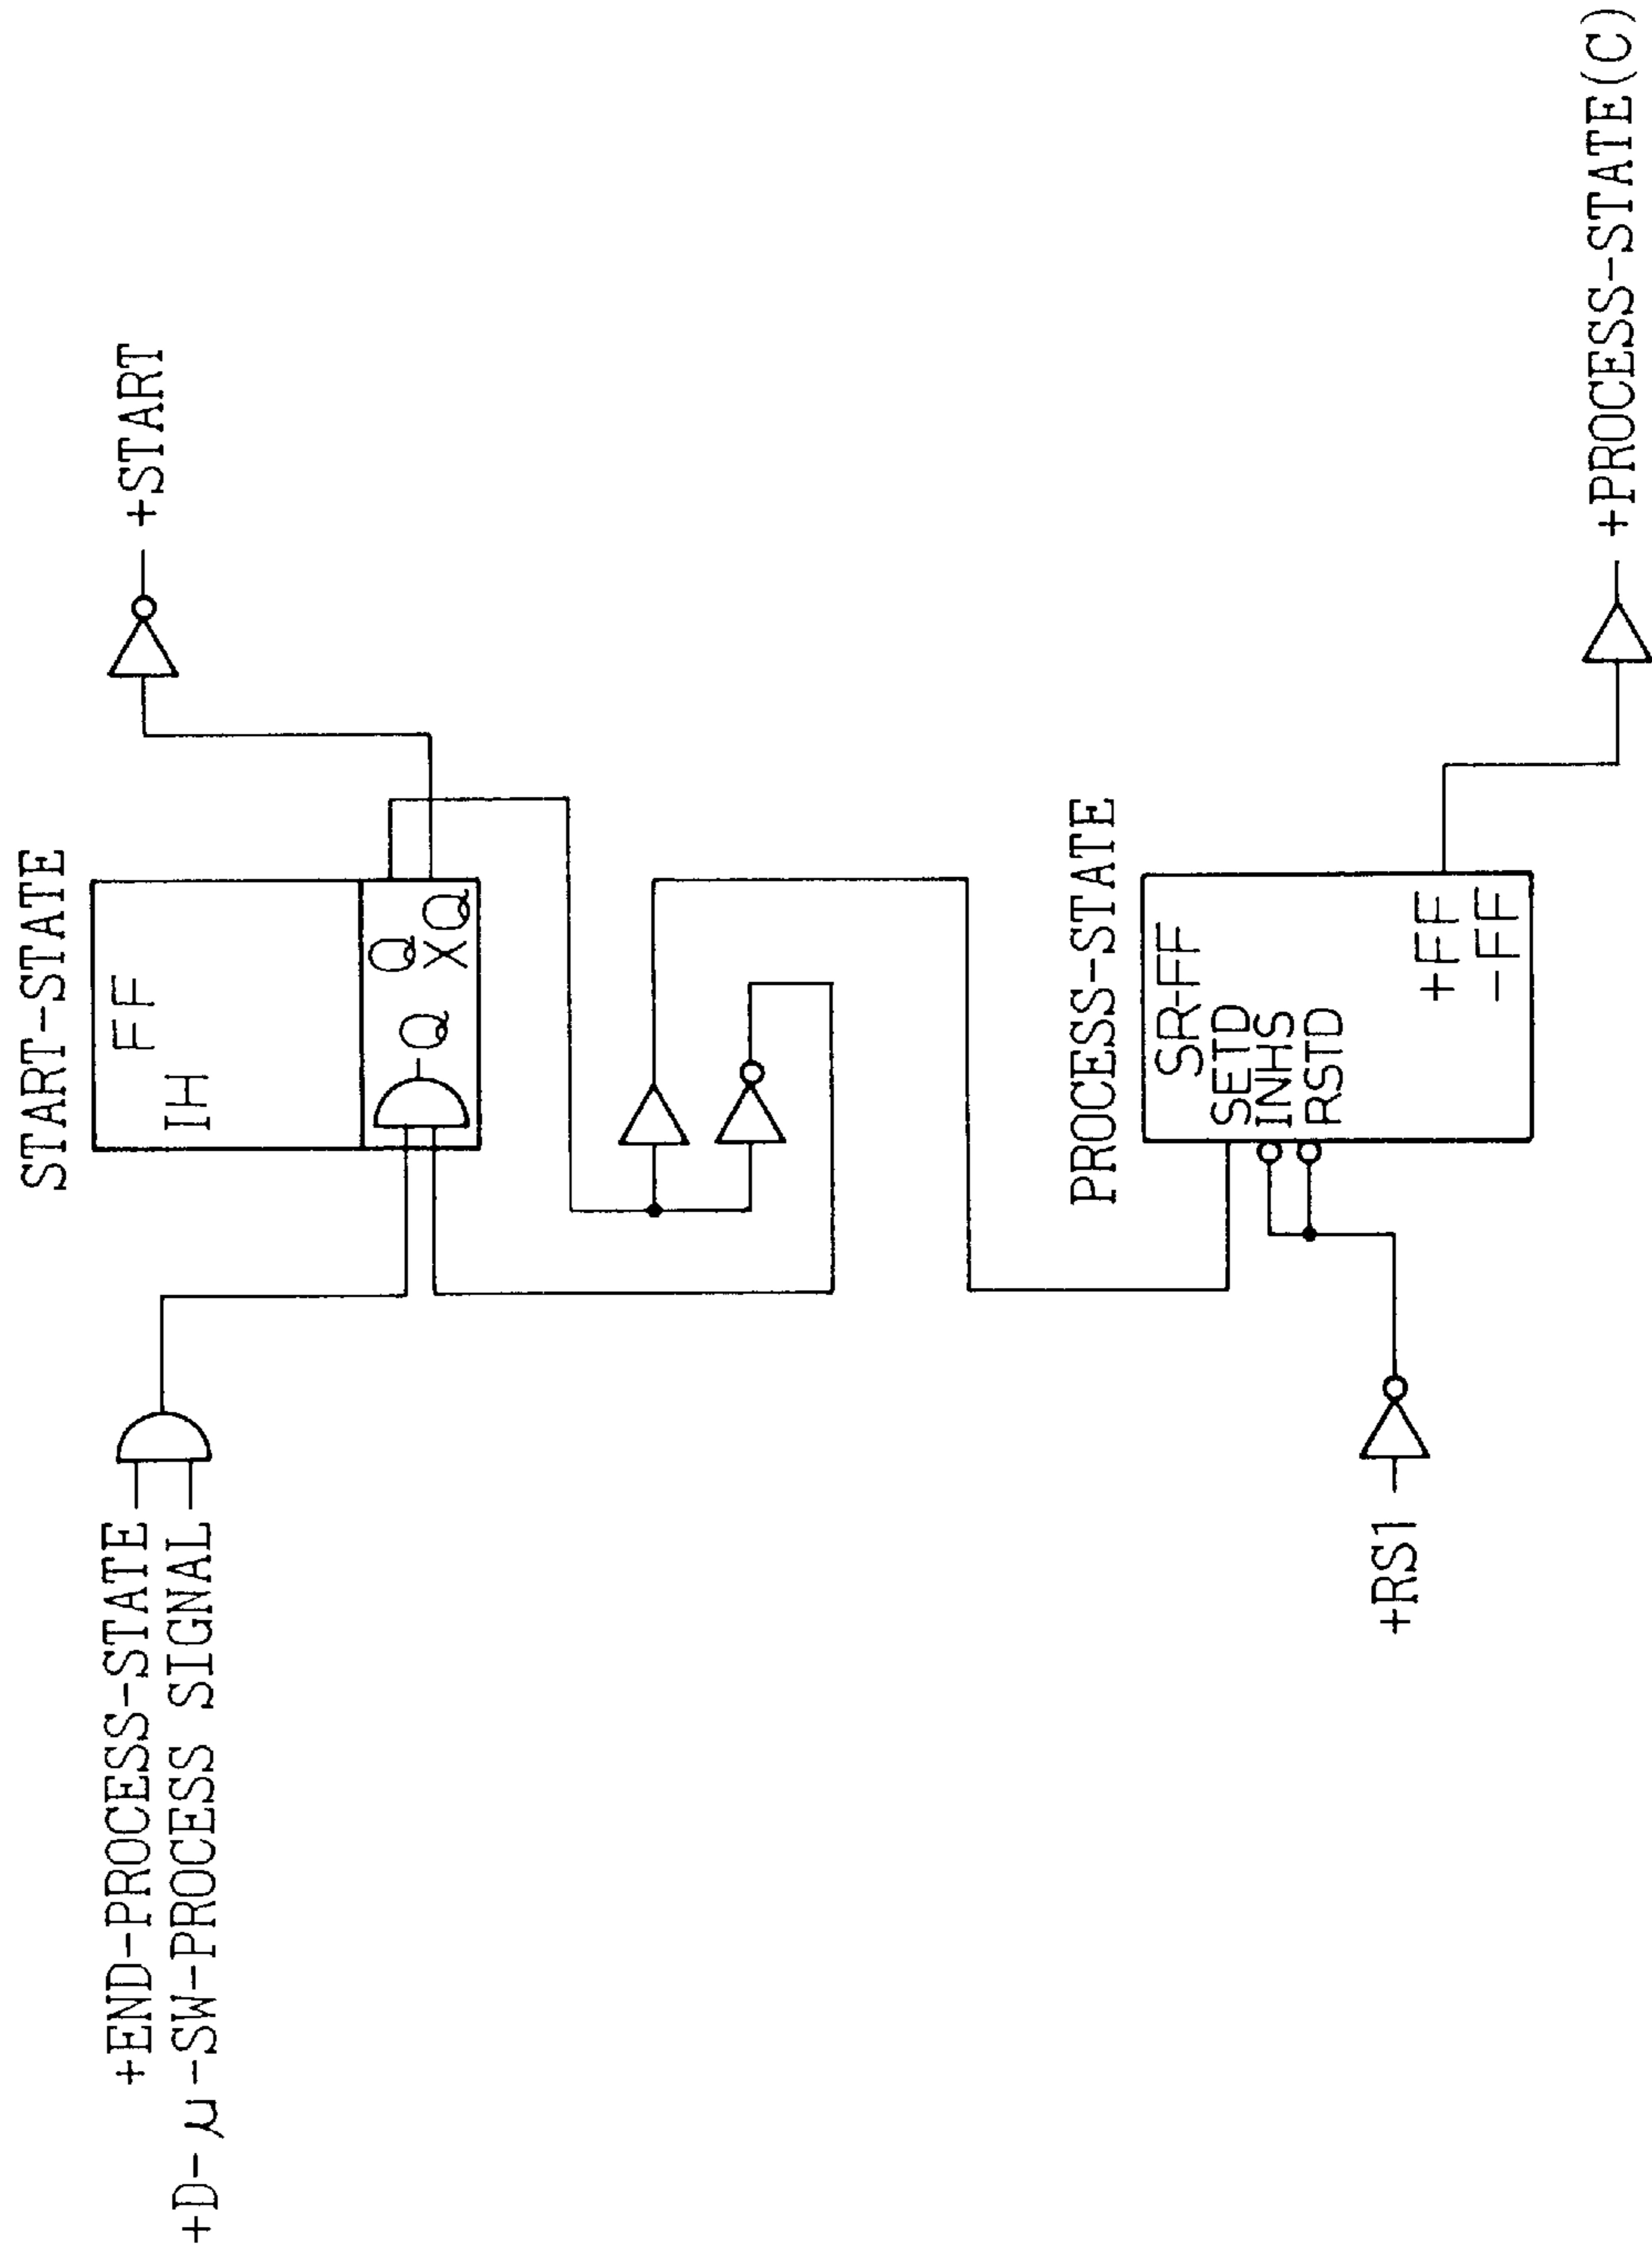 +END-PROCESS-STATE
+D-μ-SW-PROCESS SIGNAL
START-STATE
FF
IH
Q
Q
XQ
+START
PROCESS-STATE
SR-FF
SETD
INHS
RSTD
+FF
-FF
+RS1
+PROCESS-STATE(C)